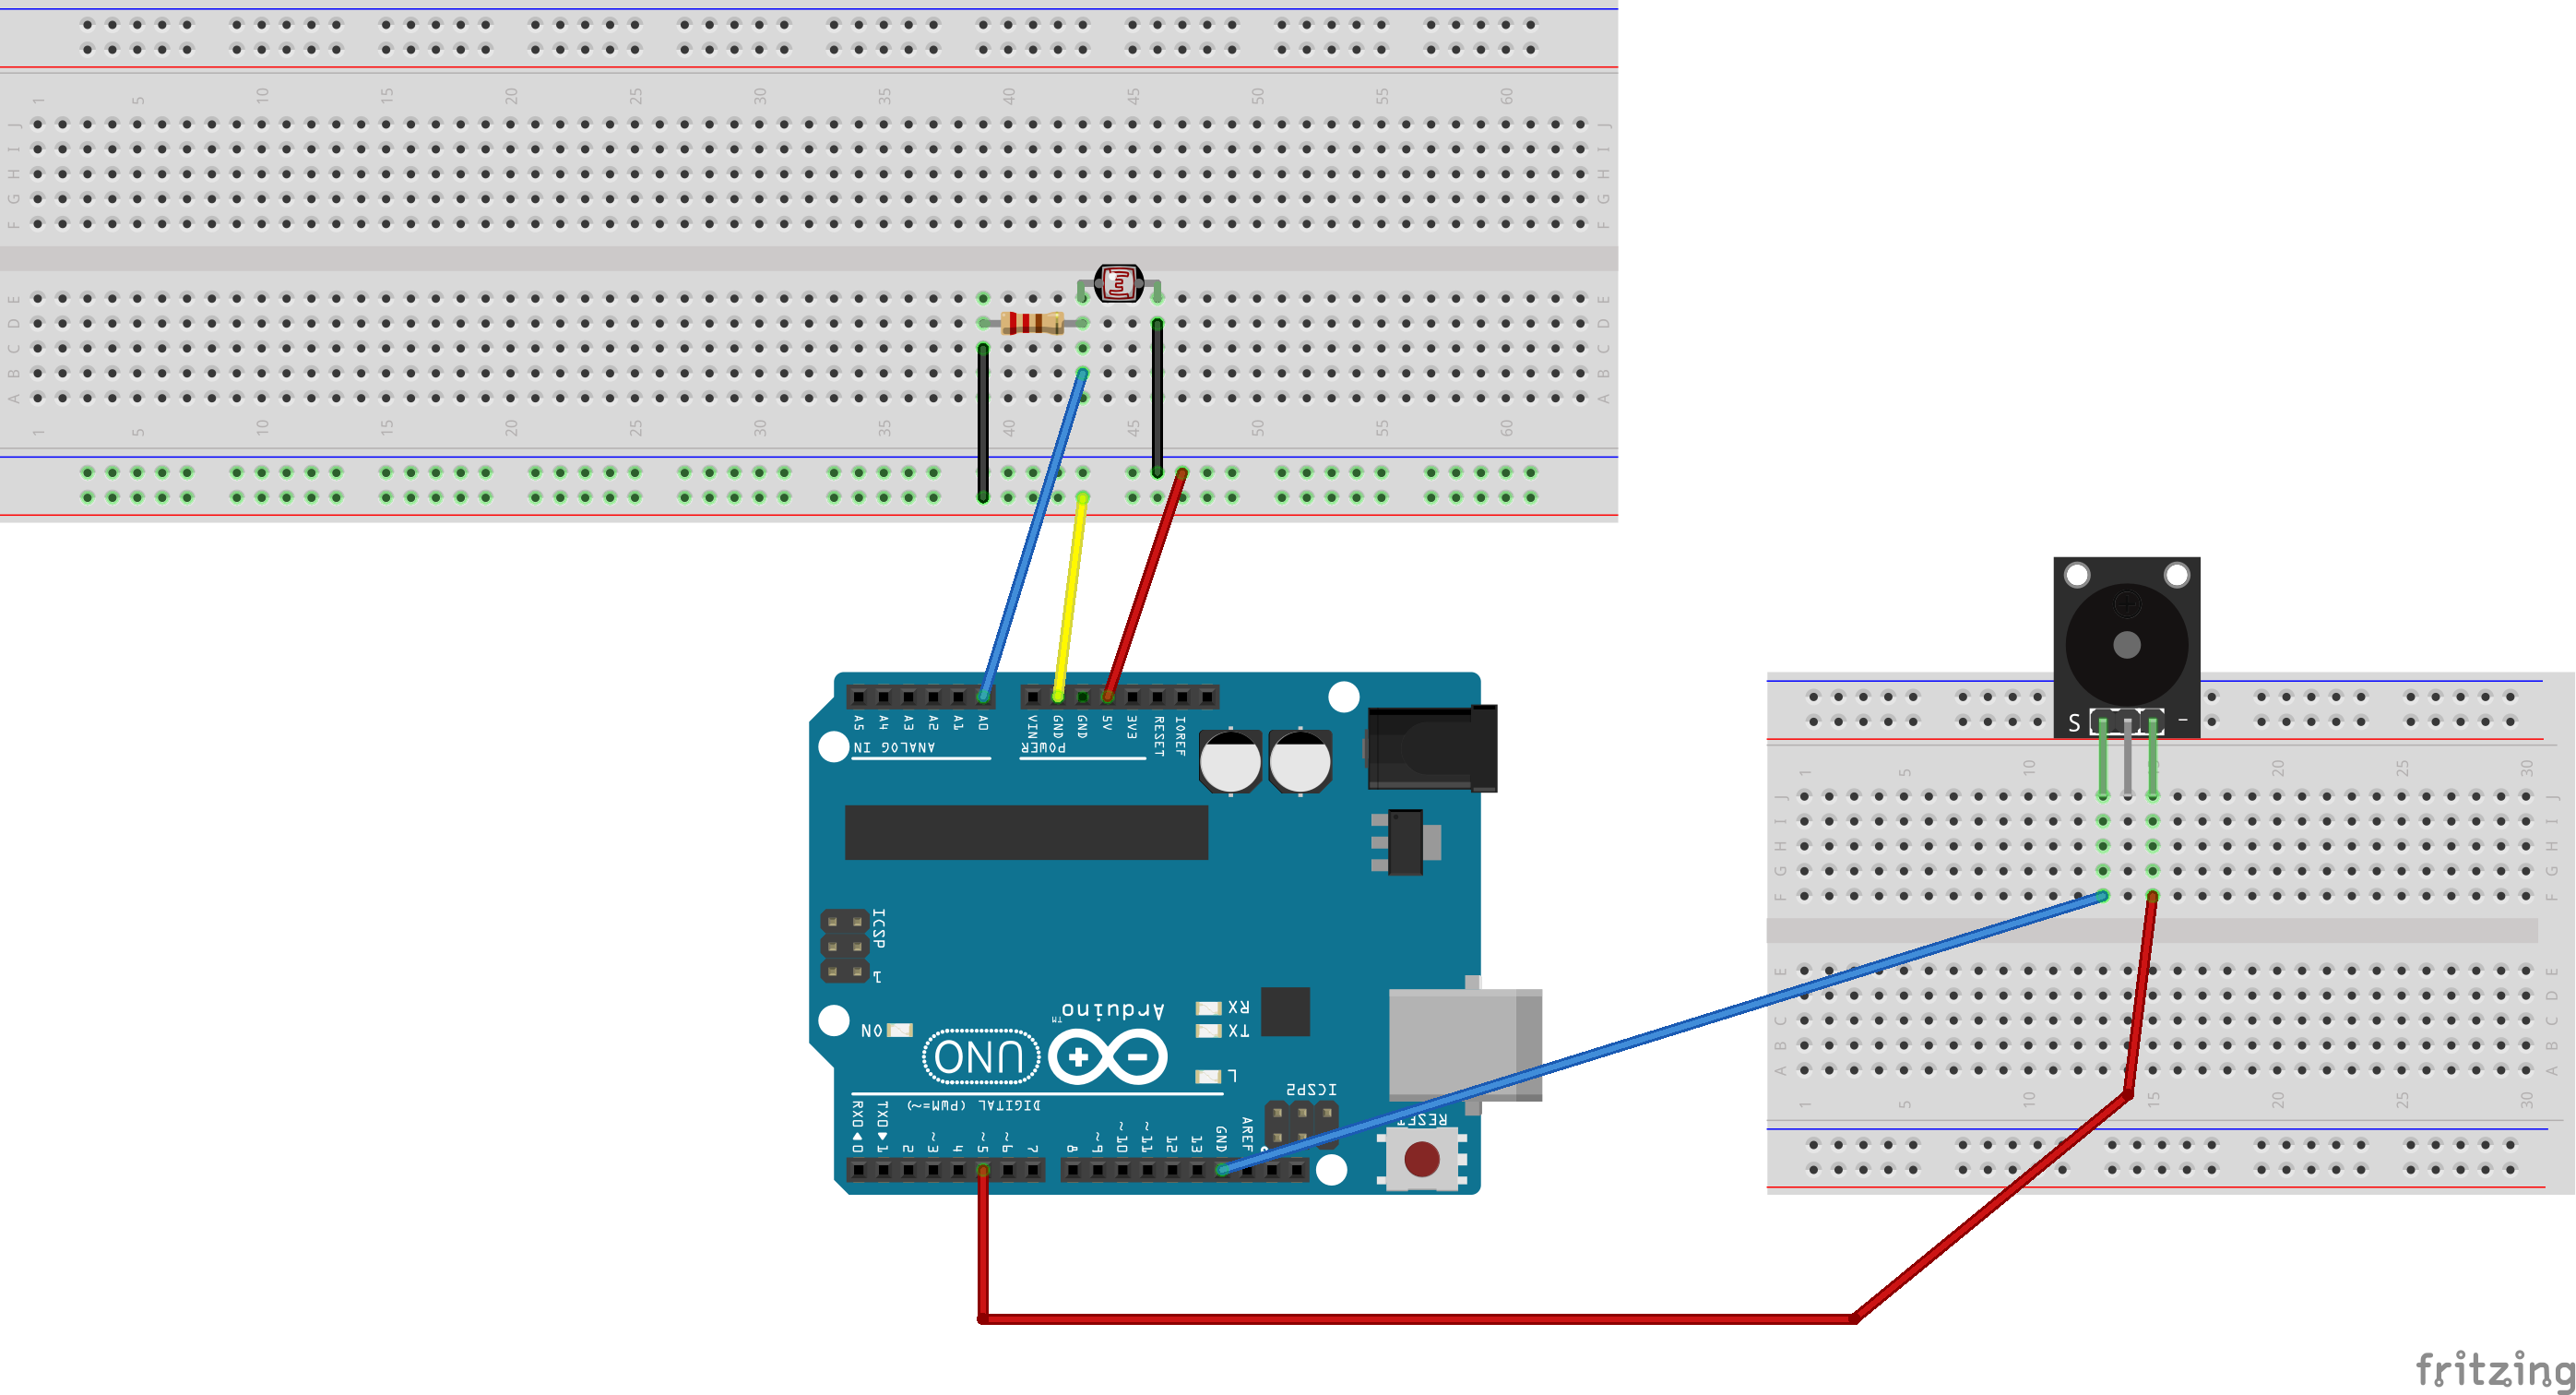 1 5 10 15 20 25 30 35 40 45 50 55 60
J J
I I
H H
G G
F F
E E
D D
C C
B B
A A
1 5 10 15 20 25 30 35 40 45 50 55 60
A5 A4 A3 A2 A1 A0 VIN GND GND 5V 3V3 RESET IOREF
ANALOG IN POWER
S -
1 5 10 15 20 25 30
J J
I I
H H
G G
F F
E E
D D
C C
B B
A A
1 5 10 15 20 25 30
ICSP
1
Arduino
TM
RX
TX
ON
UNO
L
ICSP2
RESET
DIGITAL (PWM=~)
RX0 0 TX0 1 2 ~3 4 ~5 ~6 7 8 ~9 ~10 ~11 12 13 GND AREF
fritzing